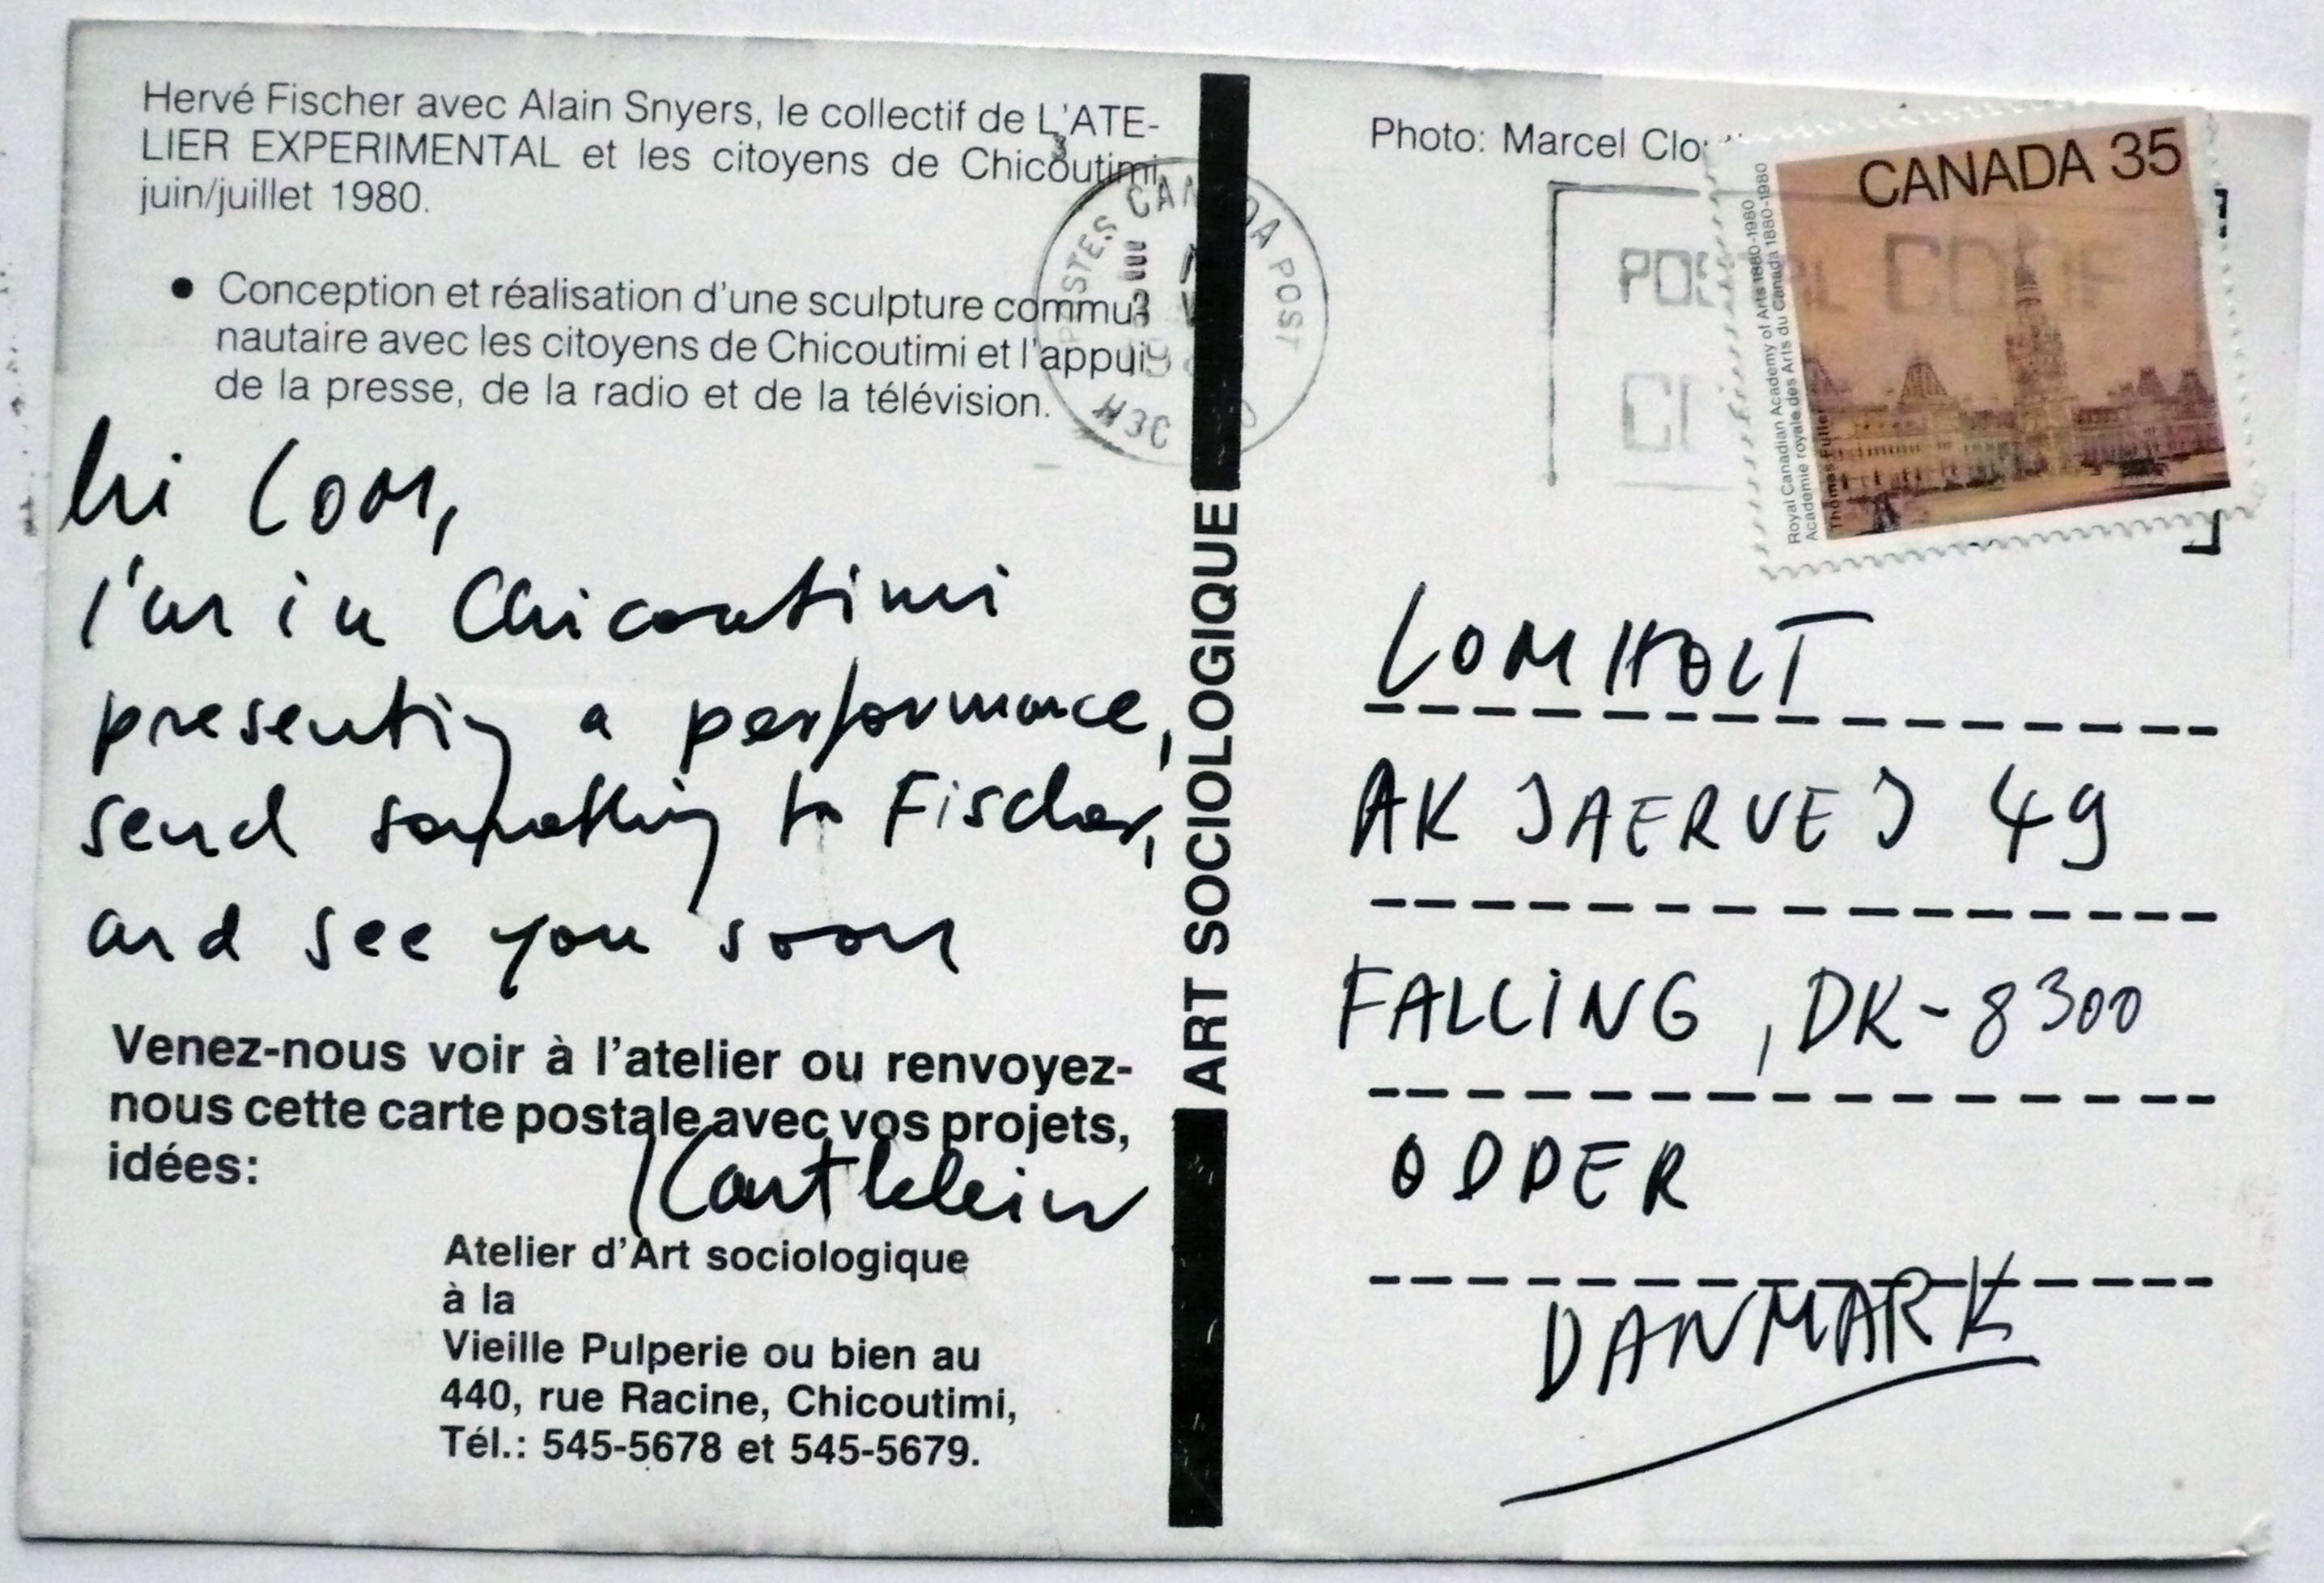 Hervé Fischer avec Alain Snyers, le collectif de L'ATE-
LIER EXPERIMENTAL et les citoyens de Chicoutimi,
juin/juillet 1980.
● Conception et réalisation d'une sculpture commu-
nautaire avec les citoyens de Chicoutimi et l'appui
de la presse, de la radio et de la télévision.
hi Lom,
I'm in Chicoutimi
presenting a performance,
send something to Fischer,
and see you soon
Venez-nous voir à l'atelier ou renvoyez-
nous cette carte postale avec vos projets,
idées:
Atelier d'Art sociologique
à la
Vieille Pulperie ou bien au
440, rue Racine, Chicoutimi,
Tél.: 545-5678 et 545-5679.
ART SOCIOLOGIQUE
POSTES CANADA POST
Photo: Marcel
POSTAL CODE
CANADA 35
Royal Canadian Academy of Arts 1880-1980
Académie royale des Arts du Canada 1880-1980
Thomas Fuller
LOMHOLT
AKJAERVEJ 49
FALLING, DK-8300
ODDER
DANMARK